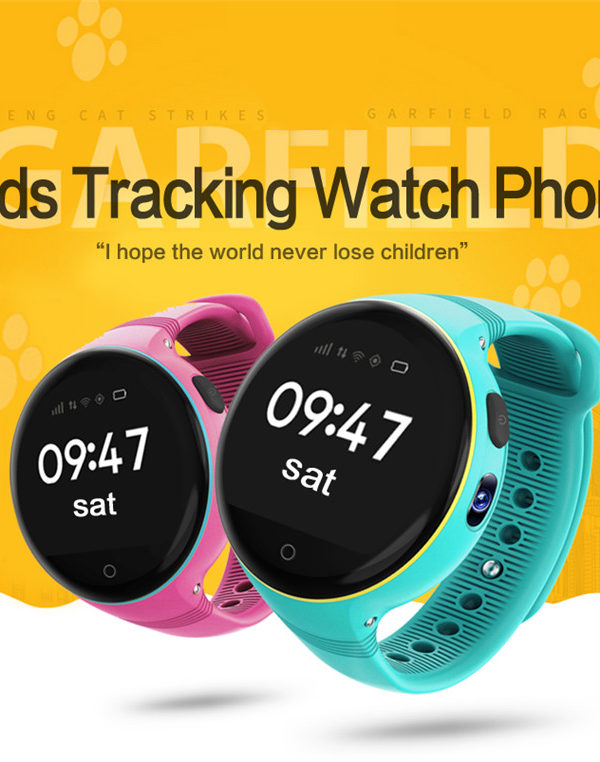 ENG CAT STRIKES
GARFIELD RAG
GARFIELD
ds Tracking Watch Pho
“I hope the world never lose children”
09:47
sat
09:47
sat